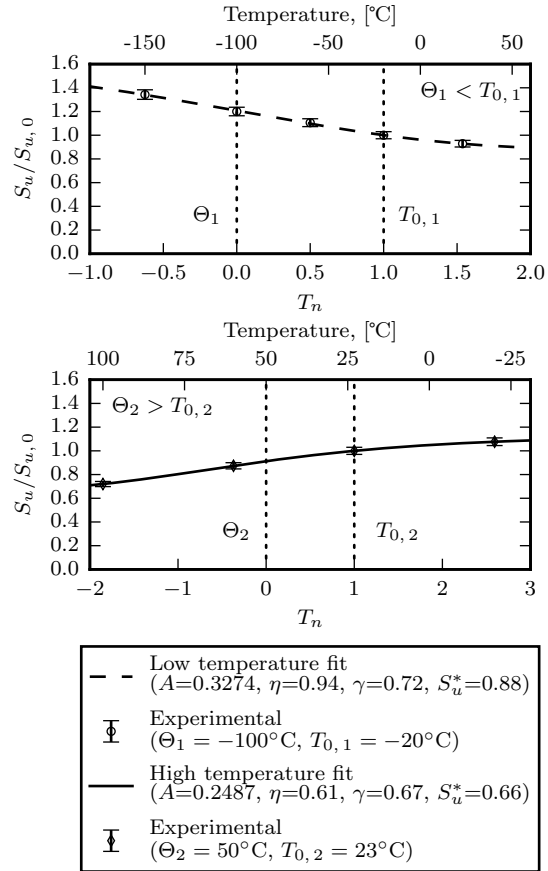 Temperature, [°C]
-150 -100 -50 0 50
1.6
1.4
1.2
1.0
0.8
0.6
0.4
0.2
0.0
S_u/S_{u,0}
Θ_1 < T_{0,1}
Θ_1
T_{0,1}
−1.0 −0.5 0.0 0.5 1.0 1.5 2.0
T_n
Temperature, [°C]
100 75 50 25 0 -20
1.6
1.4
1.2
1.0
0.8
0.6
0.4
0.2
0.0
S_u/S_{u,0}
Θ_2 > T_{0,2}
Θ_2
T_{0,2}
−2 −1 0 1 2 3
T_n
Low temperature fit
(A=0.3274, η=0.94, γ=0.72, S_u^*=0.88)
Experimental
(Θ_1 = −100°C, T_{0,1} = −20°C)
High temperature fit
(A=0.2487, η=0.61, γ=0.67, S_u^*=0.66)
Experimental
(Θ_2 = 50°C, T_{0,2} = 23°C)